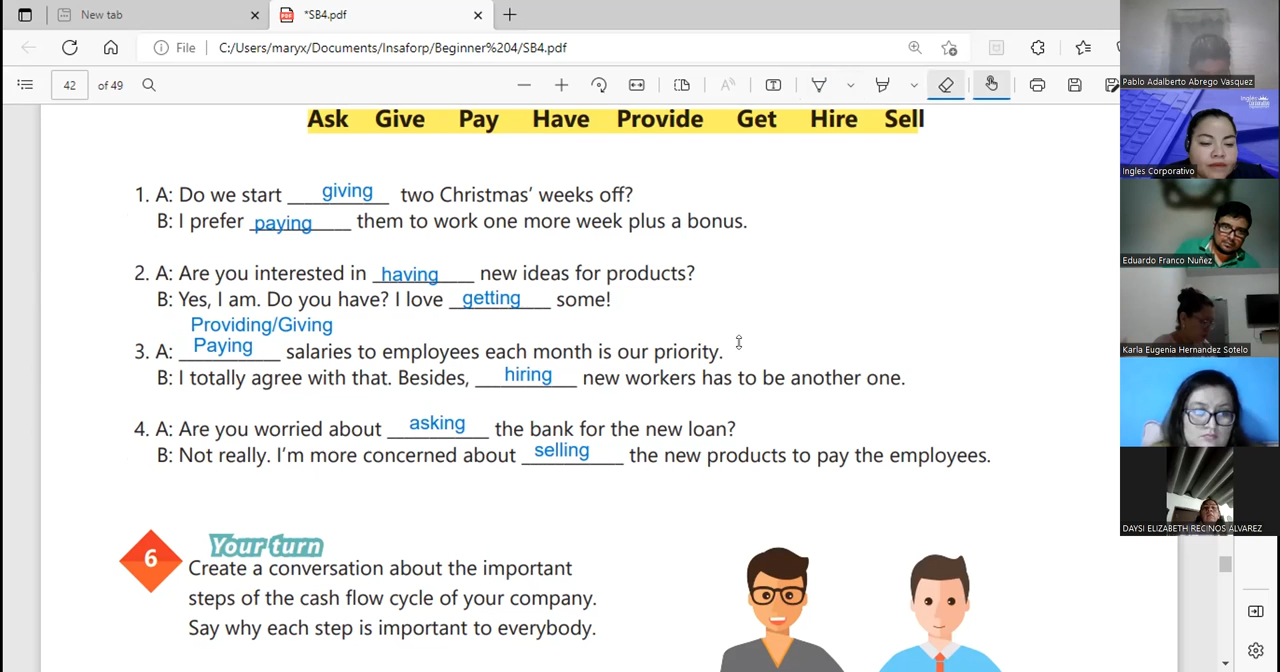 New tab
*SB4.pdf
File
C:/Users/maryx/Documents/Insaforp/Beginner%204/SB4.pdf
42 of 49
Ask Give Pay Have Provide Get Hire Sell
1. A: Do we start giving two Christmas' weeks off?
B: I prefer paying them to work one more week plus a bonus.
2. A: Are you interested in having new ideas for products?
B: Yes, I am. Do you have? I love getting some!
Providing/Giving
3. A: Paying salaries to employees each month is our priority.
B: I totally agree with that. Besides, hiring new workers has to be another one.
4. A: Are you worried about asking the bank for the new loan?
B: Not really. I'm more concerned about selling the new products to pay the employees.
6
Your turn
Create a conversation about the important
steps of the cash flow cycle of your company.
Say why each step is important to everybody.
Pablo Adalberto Abrego Vasquez
Ingles Corporativo
Eduardo Franco Nuñez
Karla Eugenia Hernandez Sotelo
DAYSI ELIZABETH RECINOS ALVAREZ